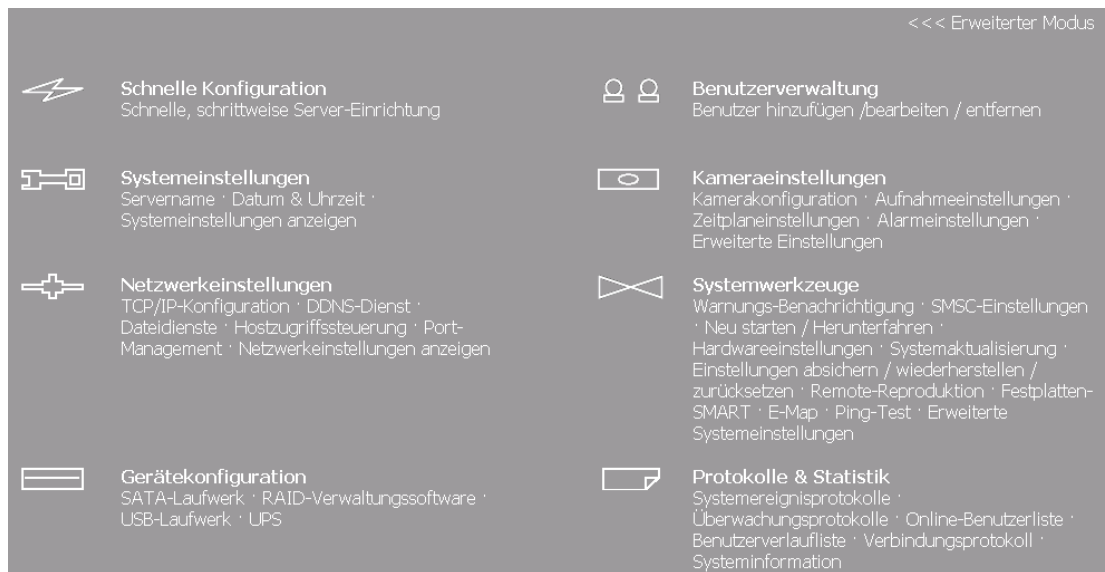 <<< Erweiterter Modus
Schnelle Konfiguration
Schnelle, schrittweise Server-Einrichtung
Benutzerverwaltung
Benutzer hinzufügen /bearbeiten / entfernen
Systemeinstellungen
Servername · Datum & Uhrzeit ·
Systemeinstellungen anzeigen
Kameraeinstellungen
Kamerakonfiguration · Aufnahmeeinstellungen ·
Zeitplaneinstellungen · Alarmeinstellungen ·
Erweiterte Einstellungen
Netzwerkeinstellungen
TCP/IP-Konfiguration · DDNS-Dienst ·
Dateidienste · Hostzugriffssteuerung · Port-
Management · Netzwerkeinstellungen anzeigen
Systemwerkzeuge
Warnungs-Benachrichtigung · SMSC-Einstellungen
· Neu starten / Herunterfahren ·
Hardwareeinstellungen · Systemaktualisierung ·
Einstellungen absichern / wiederherstellen /
zurücksetzen · Remote-Reproduktion · Festplatten-
SMART · E-Map · Ping-Test · Erweiterte
Systemeinstellungen
Gerätekonfiguration
SATA-Laufwerk · RAID-Verwaltungssoftware ·
USB-Laufwerk · UPS
Protokolle & Statistik
Systemereignisprotokolle ·
Überwachungsprotokolle · Online-Benutzerliste ·
Benutzerverlaufliste · Verbindungsprotokoll ·
Systeminformation